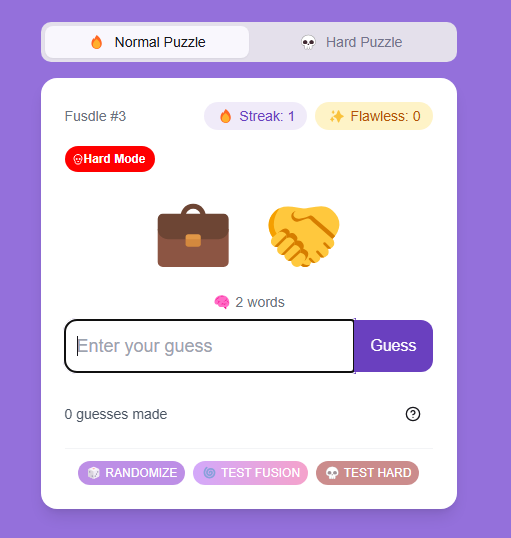 Normal Puzzle
Hard Puzzle
Fusdle #3
Streak: 1
Flawless: 0
Hard Mode
2 words
Enter your guess
Guess
0 guesses made
RANDOMIZE
TEST FUSION
TEST HARD